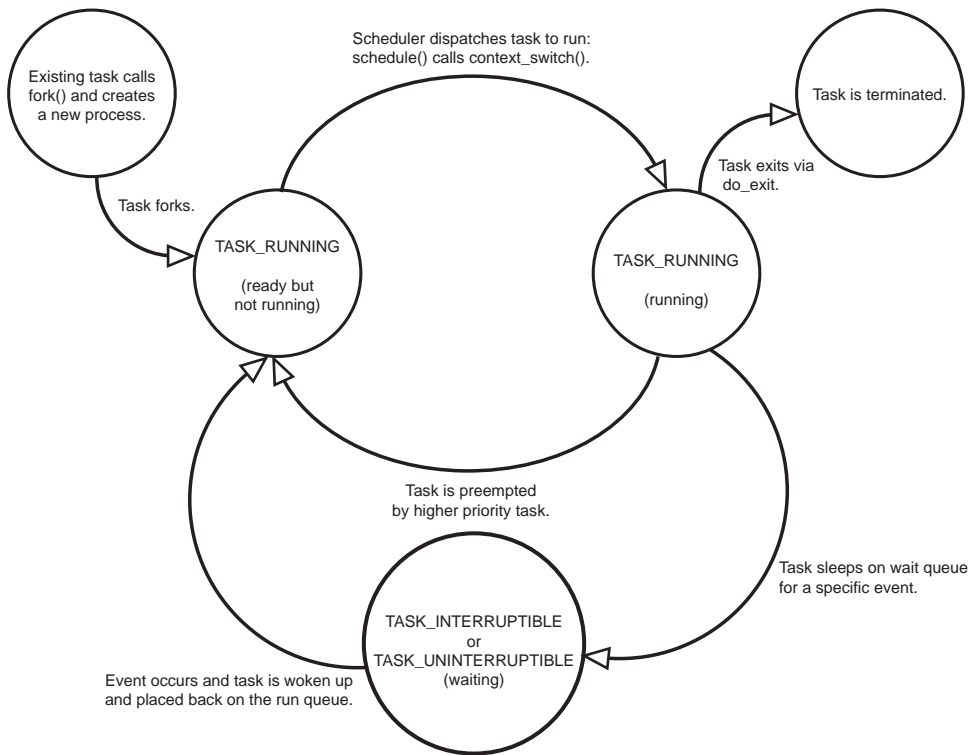 Scheduler dispatches task to run:
schedule() calls context_switch().
Existing task calls
fork() and creates
a new process.
Task is terminated.
Task exits via
do_exit.
Task forks.
TASK_RUNNING
(ready but
not running)
TASK_RUNNING
(running)
Task is preempted
by higher priority task.
Task sleeps on wait queue
for a specific event.
TASK_INTERRUPTIBLE
or
TASK_UNINTERRUPTIBLE
(waiting)
Event occurs and task is woken up
and placed back on the run queue.